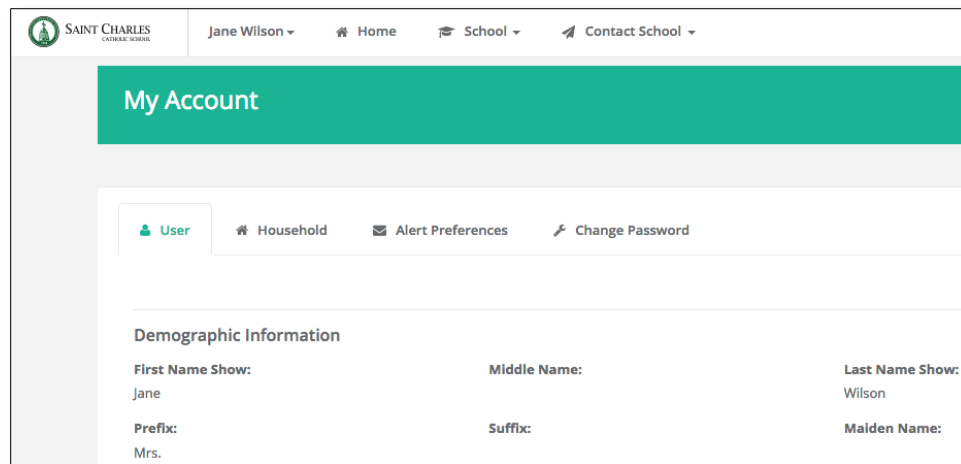 SAINT CHARLES
CATHOLIC SCHOOL
Jane Wilson Home School Contact School
My Account
User Household Alert Preferences Change Password
Demographic Information
First Name Show: Middle Name: Last Name Show:
Jane Wilson
Prefix: Suffix: Maiden Name:
Mrs.